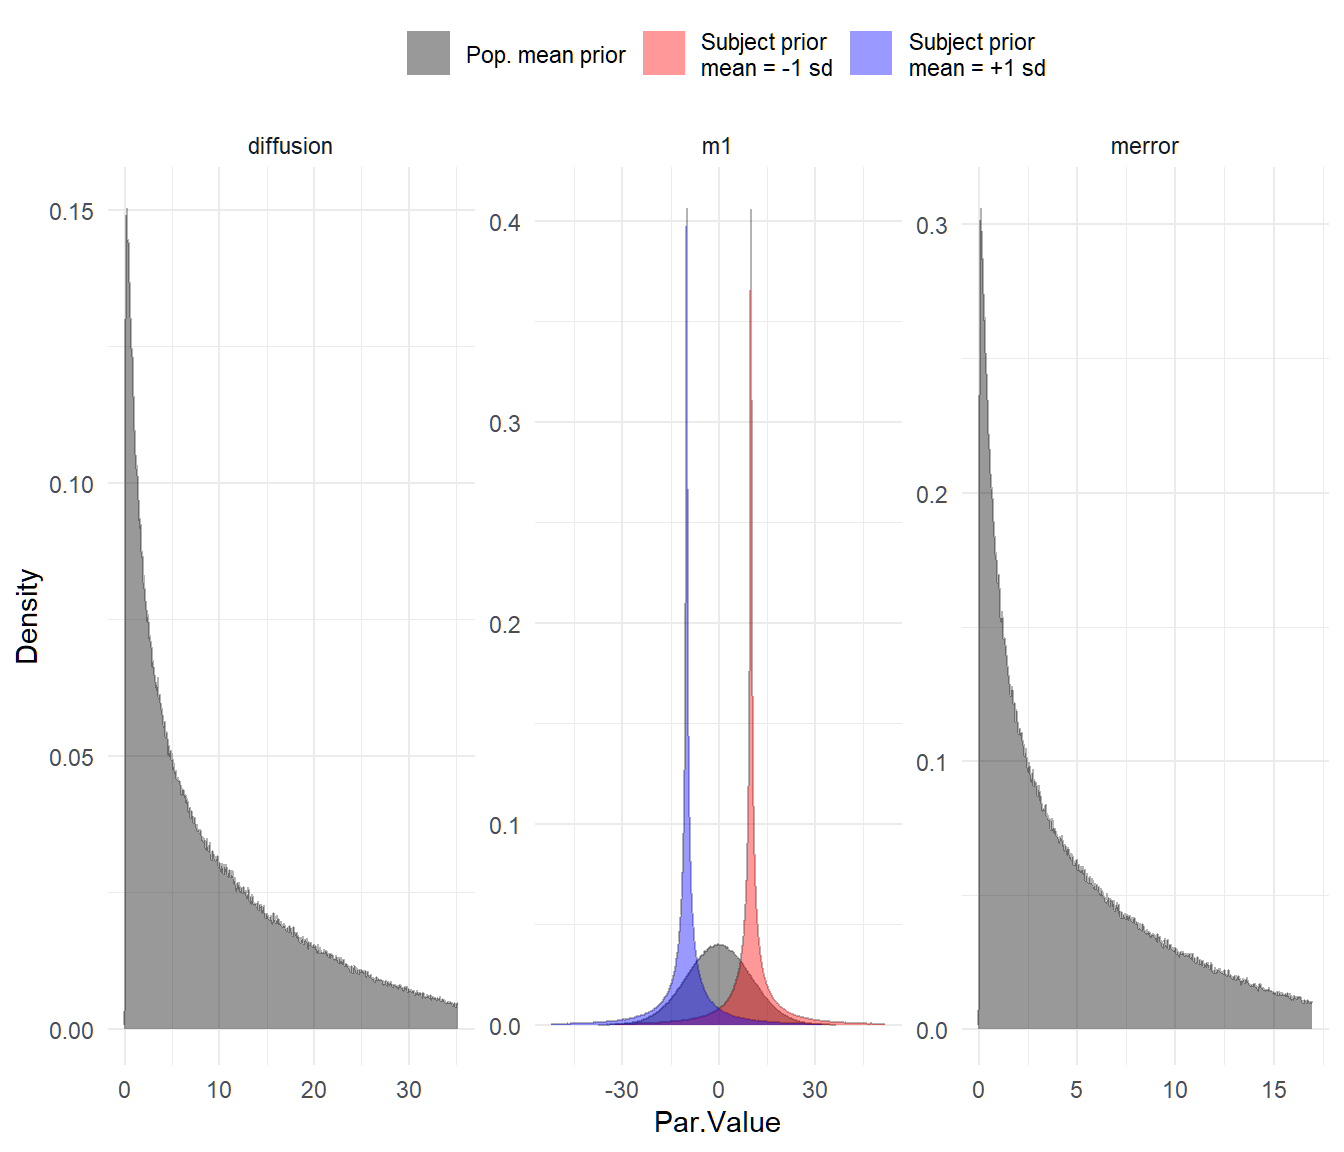 Pop. mean prior
Subject prior
mean = -1 sd
Subject prior
mean = +1 sd
diffusion
m1
merror
Density
0.15
0.10
0.05
0.00
0.4
0.3
0.2
0.1
0.0
0.3
0.2
0.1
0.0
0 10 20 30
-30 0 30
0 5 10 15
Par.Value